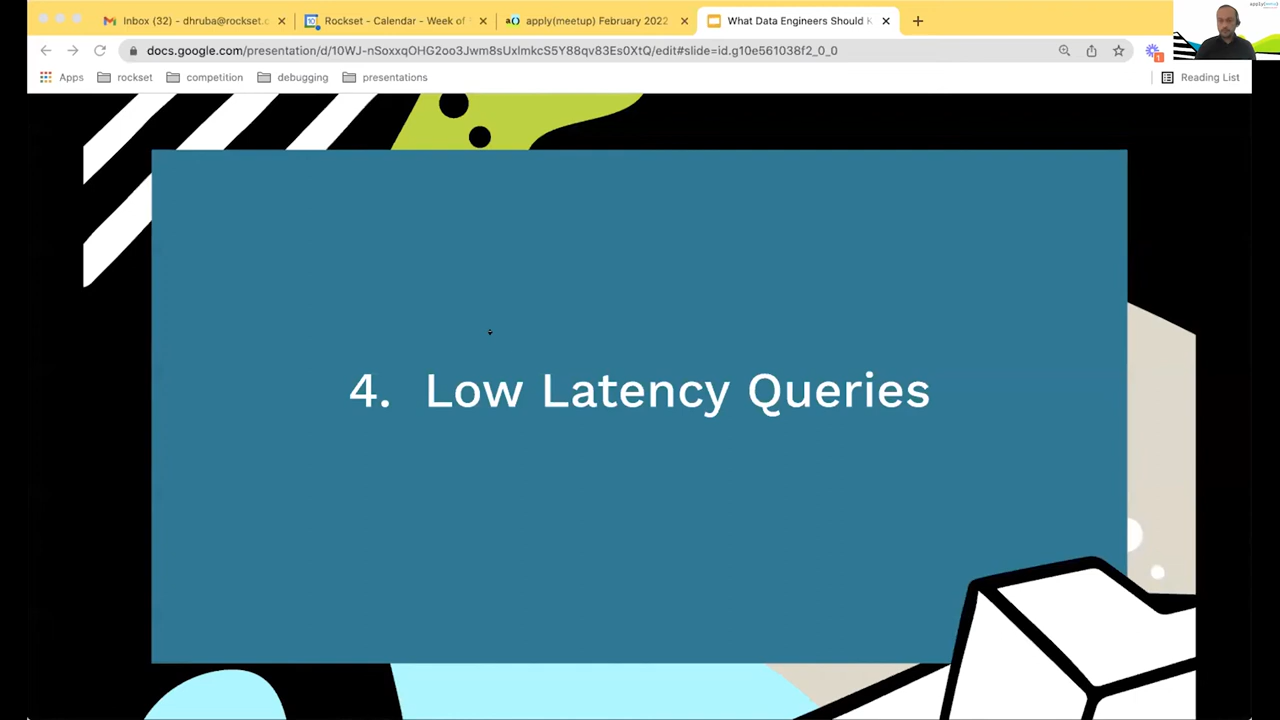 Inbox (32) - dhruba@rockset.c
Rockset - Calendar - Week of
apply(meetup) February 2022
What Data Engineers Should K
docs.google.com/presentation/d/10WJ-nSoxxqOHG2oo3Jwm8sUxlmkcS5Y88qv83Es0XtQ/edit#slide=id.g10e561038f2_0_0
Apps
rockset
competition
debugging
presentations
Reading List
4. Low Latency Queries